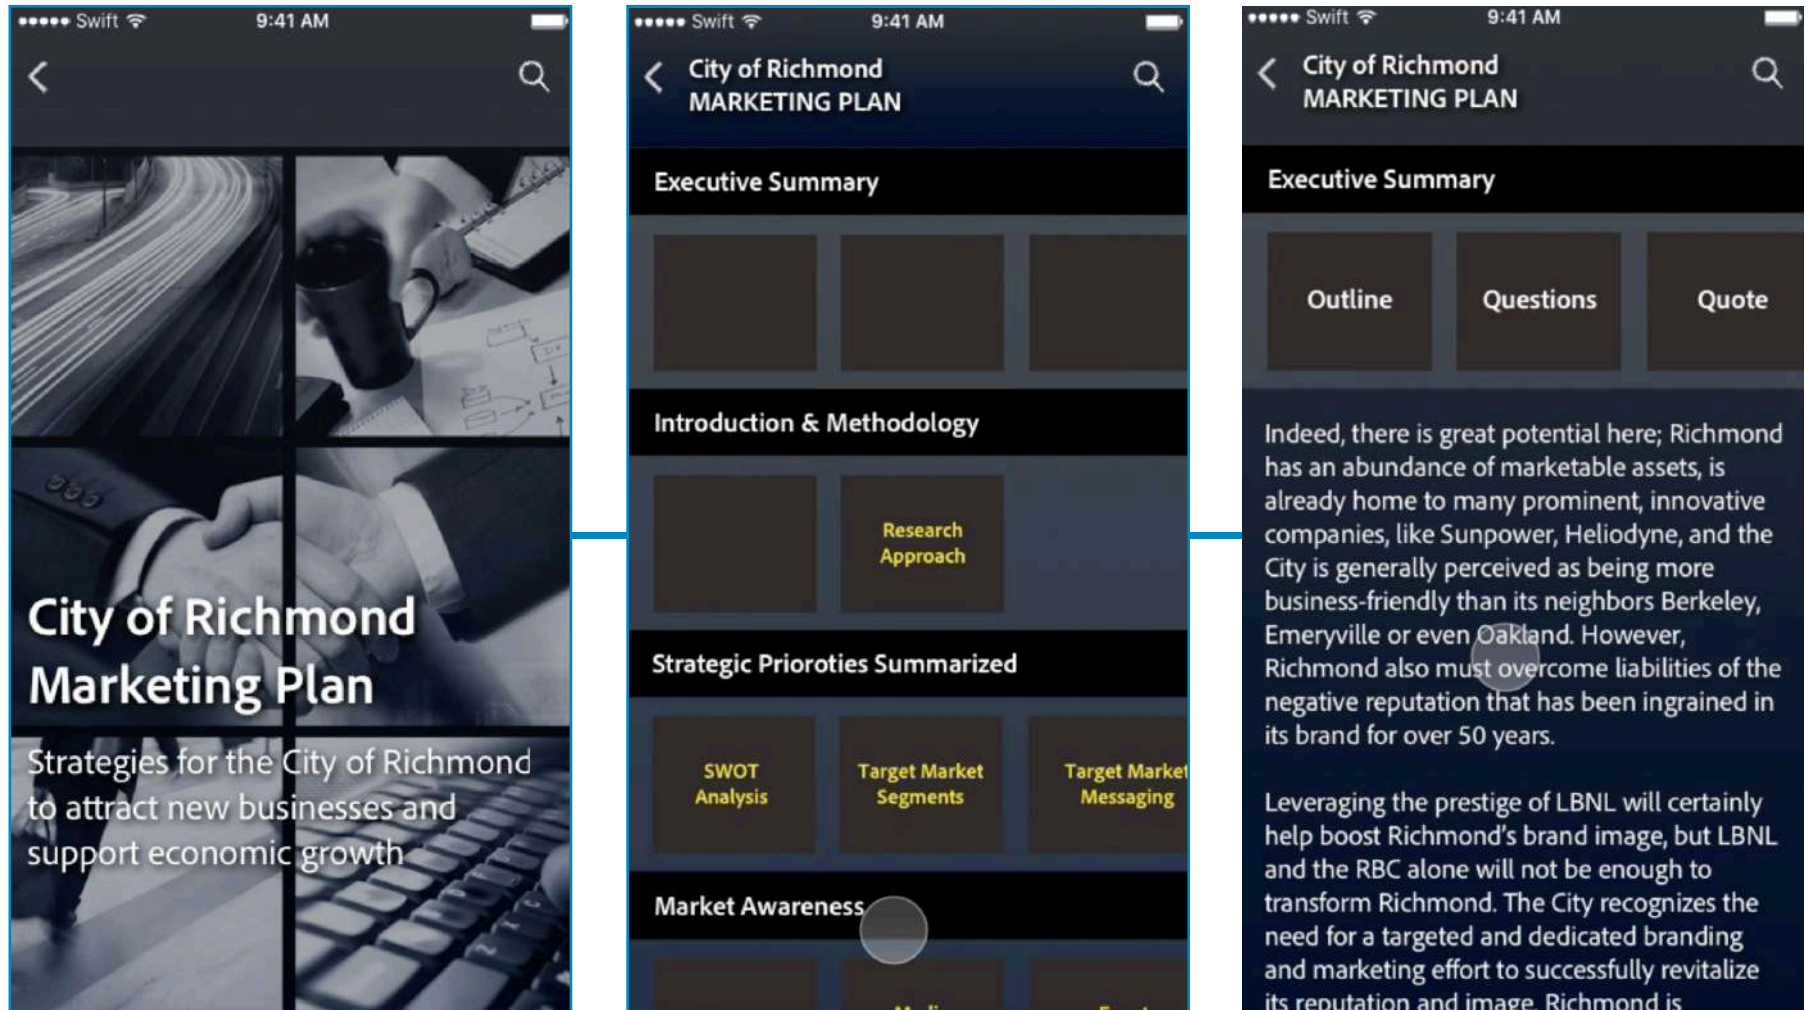 Swift 9:41 AM
City of Richmond
Marketing Plan
Strategies for the City of Richmond
to attract new businesses and
support economic growth
Swift 9:41 AM
City of Richmond
MARKETING PLAN
Executive Summary
Introduction & Methodology
Research
Approach
Strategic Prioroties Summarized
SWOT
Analysis
Target Market
Segments
Target Market
Messaging
Market Awareness
Swift 9:41 AM
City of Richmond
MARKETING PLAN
Executive Summary
Outline
Questions
Quote
Indeed, there is great potential here; Richmond
has an abundance of marketable assets, is
already home to many prominent, innovative
companies, like Sunpower, Heliodyne, and the
City is generally perceived as being more
business-friendly than its neighbors Berkeley,
Emeryville or even Oakland. However,
Richmond also must overcome liabilities of the
negative reputation that has been ingrained in
its brand for over 50 years.
Leveraging the prestige of LBNL will certainly
help boost Richmond's brand image, but LBNL
and the RBC alone will not be enough to
transform Richmond. The City recognizes the
need for a targeted and dedicated branding
and marketing effort to successfully revitalize
its reputation and image. Richmond is